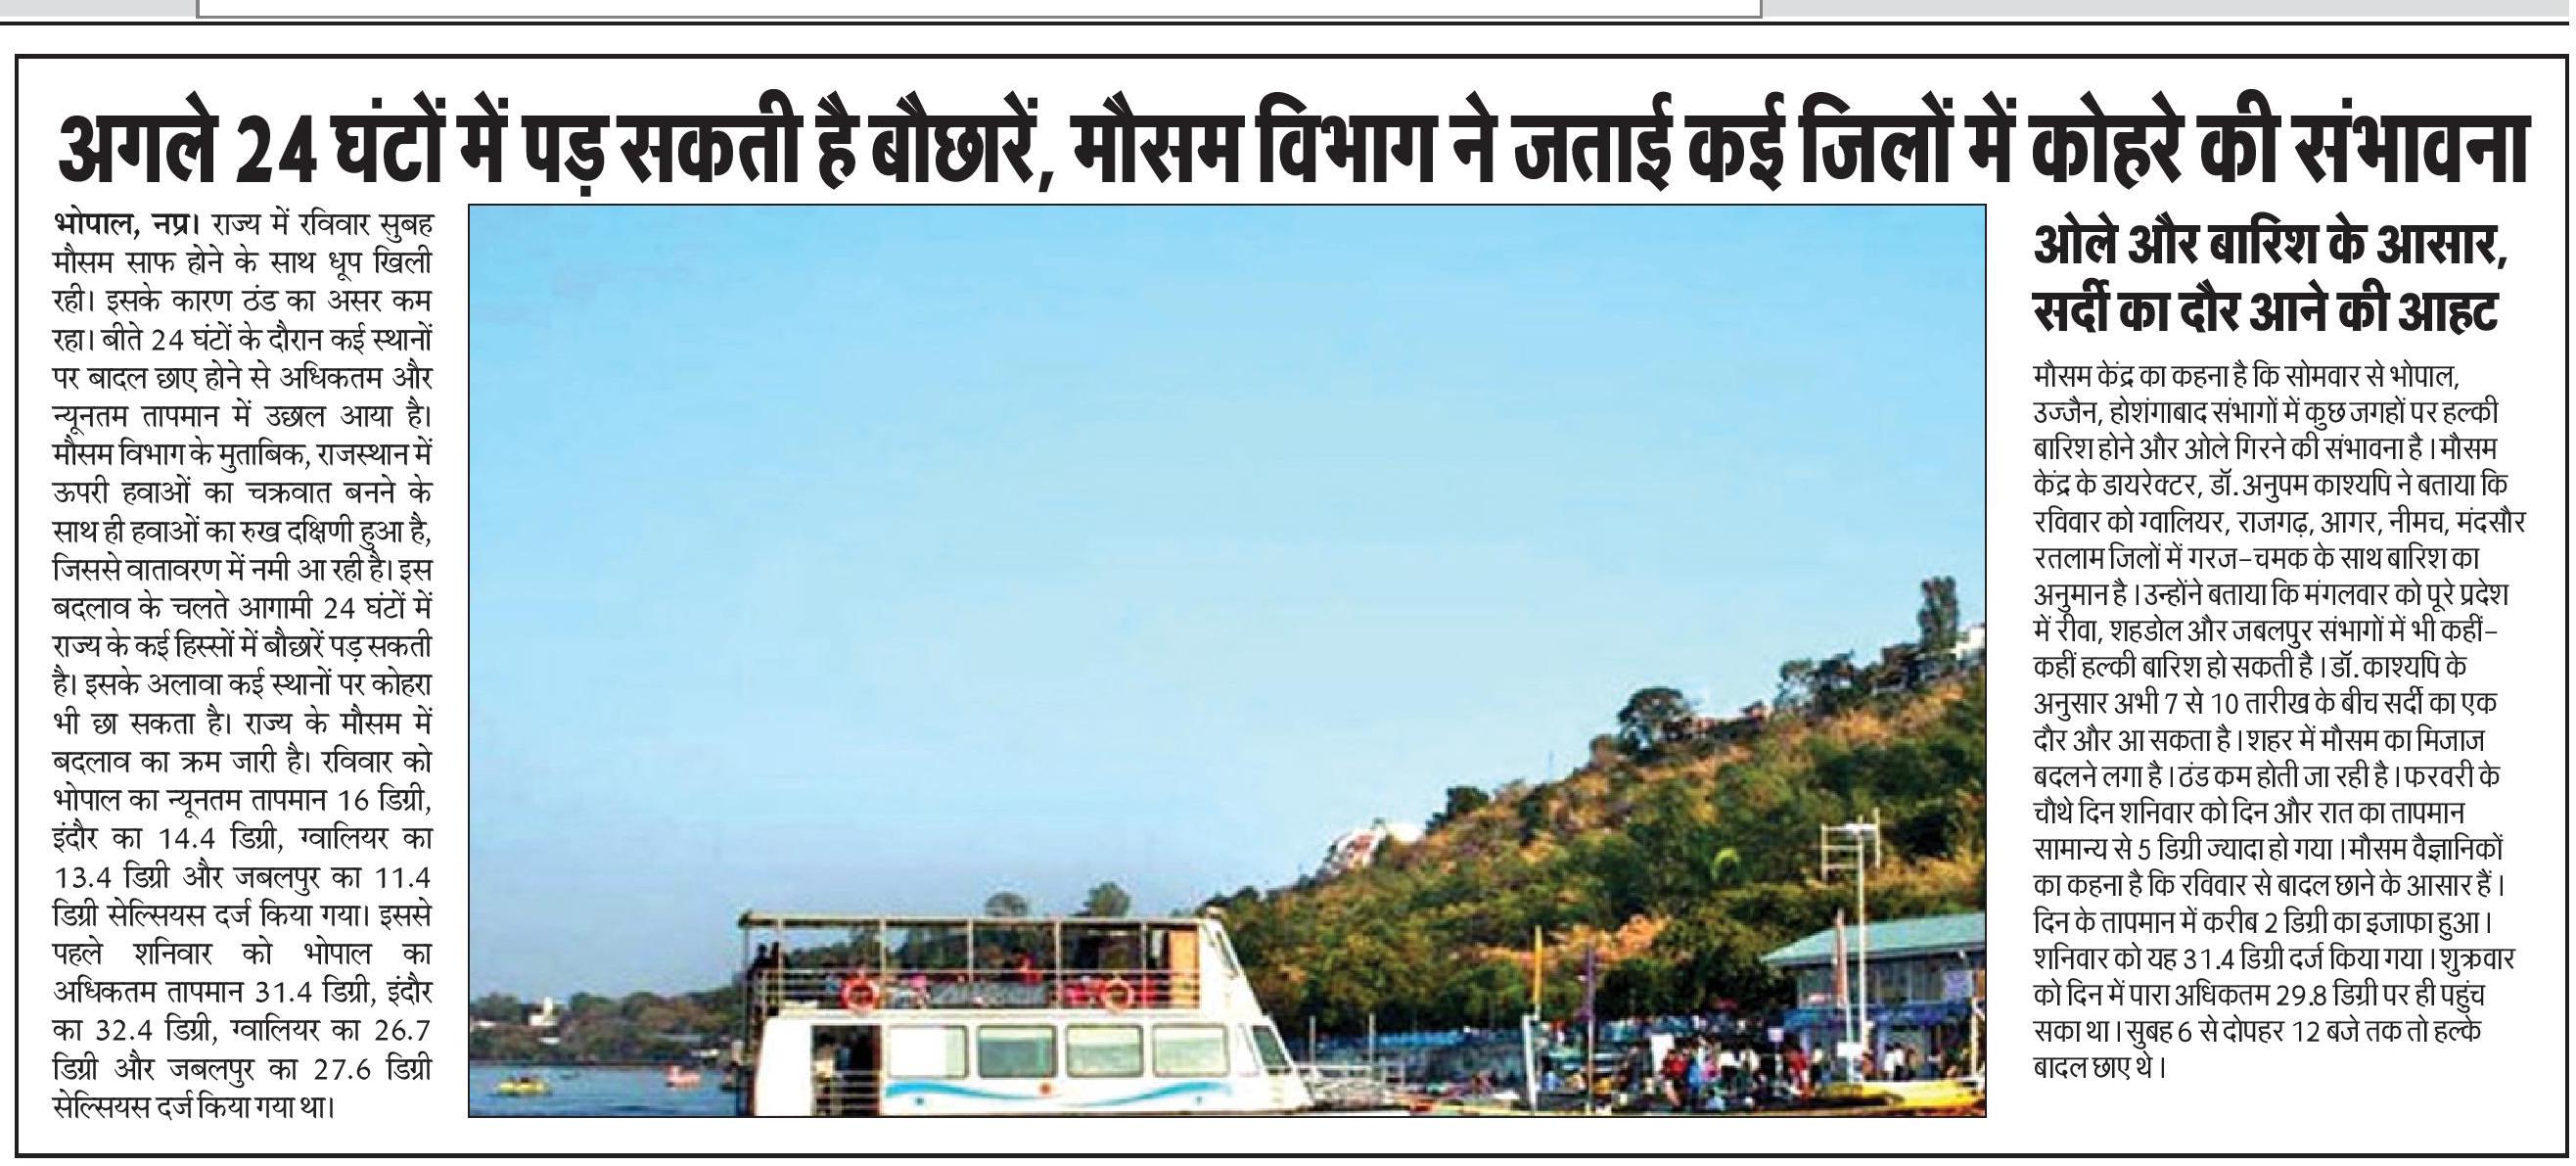 अगले 24 घंटों में पड़ सकती है बौछारें, मौसम विभाग ने जताई कई जिलों में कोहरे की संभावना
भोपाल, नप्र। राज्य में रविवार सुबह
मौसम साफ होने के साथ धूप खिली
रही। इसके कारण ठंड का असर कम
रहा। बीते 24 घंटों के दौरान कई स्थानों
पर बादल छाए होने से अधिकतम और
न्यूनतम तापमान में उछाल आया है।
मौसम विभाग के मुताबिक, राजस्थान में
ऊपरी हवाओं का चक्रवात बनने के
साथ ही हवाओं का रुख दक्षिणी हुआ है,
जिससे वातावरण में नमी आ रही है। इस
बदलाव के चलते आगामी 24 घंटों में
राज्य के कई हिस्सों में बौछारें पड़ सकती
है। इसके अलावा कई स्थानों पर कोहरा
भी छा सकता है। राज्य के मौसम में
बदलाव का क्रम जारी है। रविवार को
भोपाल का न्यूनतम तापमान 16 डिग्री,
इंदौर का 14.4 डिग्री, ग्वालियर का
13.4 डिग्री और जबलपुर का 11.4
डिग्री सेल्सियस दर्ज किया गया। इससे
पहले शनिवार को भोपाल का
अधिकतम तापमान 31.4 डिग्री, इंदौर
का 32.4 डिग्री, ग्वालियर का 26.7
डिग्री और जबलपुर का 27.6 डिग्री
सेल्सियस दर्ज किया गया था।
ओले और बारिश के आसार,
सर्दी का दौर आने की आहट
मौसम केंद्र का कहना है कि सोमवार से भोपाल,
उज्जैन, होशंगाबाद संभागों में कुछ जगहों पर हल्की
बारिश होने और ओले गिरने की संभावना है। मौसम
केंद्र के डायरेक्टर, डॉ. अनुपम काश्यपि ने बताया कि
रविवार को ग्वालियर, राजगढ़, आगर, नीमच, मंदसौर
रतलाम जिलों में गरज-चमक के साथ बारिश का
अनुमान है। उन्होंने बताया कि मंगलवार को पूरे प्रदेश
में रीवा, शहडोल और जबलपुर संभागों में भी कहीं-
कहीं हल्की बारिश हो सकती है। डॉ. काश्यपि के
अनुसार अभी 7 से 10 तारीख के बीच सर्दी का एक
दौर और आ सकता है। शहर में मौसम का मिजाज
बदलने लगा है। ठंड कम होती जा रही है। फरवरी के
चौथे दिन शनिवार को दिन और रात का तापमान
सामान्य से 5 डिग्री ज्यादा हो गया। मौसम वैज्ञानिकों
का कहना है कि रविवार से बादल छाने के आसार हैं।
दिन के तापमान में करीब 2 डिग्री का इजाफा हुआ।
शनिवार को यह 31.4 डिग्री दर्ज किया गया। शुक्रवार
को दिन में पारा अधिकतम 29.8 डिग्री पर ही पहुंच
सका था। सुबह 6 से दोपहर 12 बजे तक तो हल्के
बादल छाए थे।